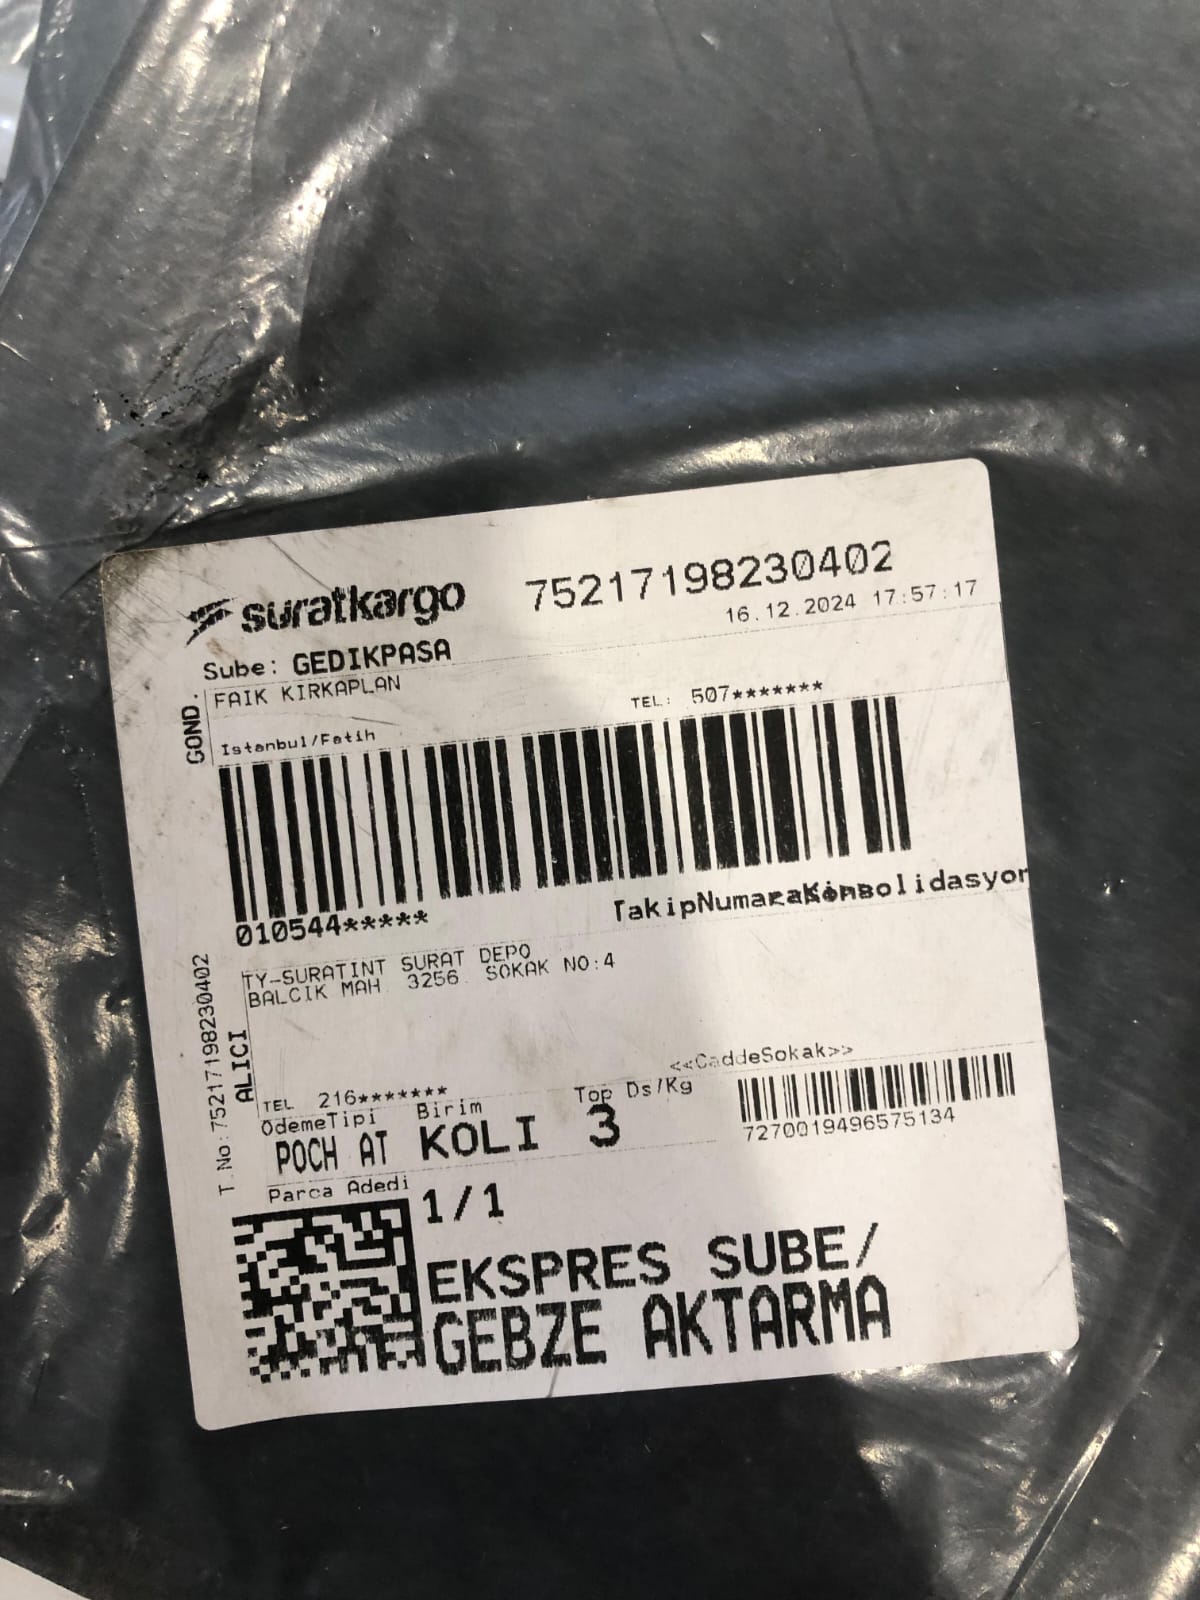 suratkargo
75217198230402
16.12.2024 17:57:17
Sube: GEDIKPASA
GOND.
FAIK KIRKAPLAN
TEL: 507*******
Istanbul/Fatih
010544*****
T.No:75217198230402
ALICI
TY-SURATINT SURAT DEPO
BALCIK MAH. 3256. SOKAK NO:4
<<CaddeSokak>>
TEL 216*******
OdemeTipi Birim Top Ds/Kg
POCH AT KOLI 3
7270019496575134
Parca Adedi
1/1
EKSPRES SUBE/
GEBZE AKTARMA